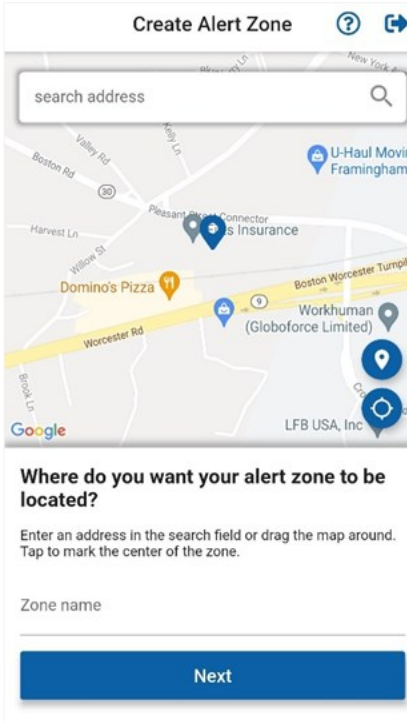 Create Alert Zone
search address
New York
Kelly Ln
Valley Rd
Boston Rd
30
U-Haul Movin
Framingham
Pleasant Street Connector
Harvest Ln
s Insurance
Willow St
Boston Worcester Turnpik
Domino's Pizza
9
Workhuman
(Globoforce Limited)
Worcester Rd
Brook Ln
Google
LFB USA, Inc
Where do you want your alert zone to be
located?
Enter an address in the search field or drag the map around.
Tap to mark the center of the zone.
Zone name
Next